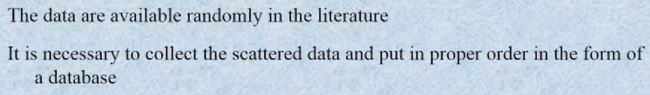 The data are available randomly in the literature
It is necessary to collect the scattered data and put in proper order in the form of
a database